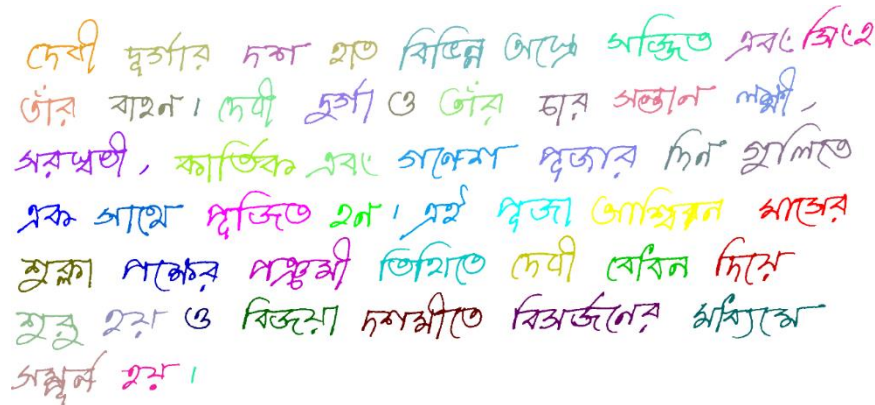 দেবী দূর্গার দশ হাত বিভিন্ন অস্ত্রে সজ্জিত এবং সিংহ
তাঁর বাহন। দেবী দুর্গা ও তাঁর চার সন্তান লক্ষ্মী,
সরস্বতী, কার্তিক এবং গণেশ পূজার দিন গুলিতে
এক সাথে পূজিত হন। এই পূজা আশ্বিন মাসের
শুক্লা পক্ষের পঞ্চমী তিথিতে দেবী বোধন দিয়ে
শুরু হয় ও বিজয়া দশমীতে বিসর্জনের মাধ্যমে
সম্পূর্ন হয়।